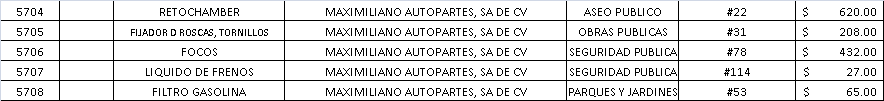 5704 RETOCHAMBER MAXIMILIANO AUTOPARTES, SA DE CV ASEO PUBLICO #22 $ 620.00
5705 FIJADOR D ROSCAS, TORNILLOS MAXIMILIANO AUTOPARTES, SA DE CV OBRAS PUBLICAS #31 $ 208.00
5706 FOCOS MAXIMILIANO AUTOPARTES, SA DE CV SEGURIDAD PUBLICA #78 $ 432.00
5707 LIQUIDO DE FRENOS MAXIMILIANO AUTOPARTES, SA DE CV SEGURIDAD PUBLICA #114 $ 27.00
5708 FILTRO GASOLINA MAXIMILIANO AUTOPARTES, SA DE CV PARQUES Y JARDINES #53 $ 65.00